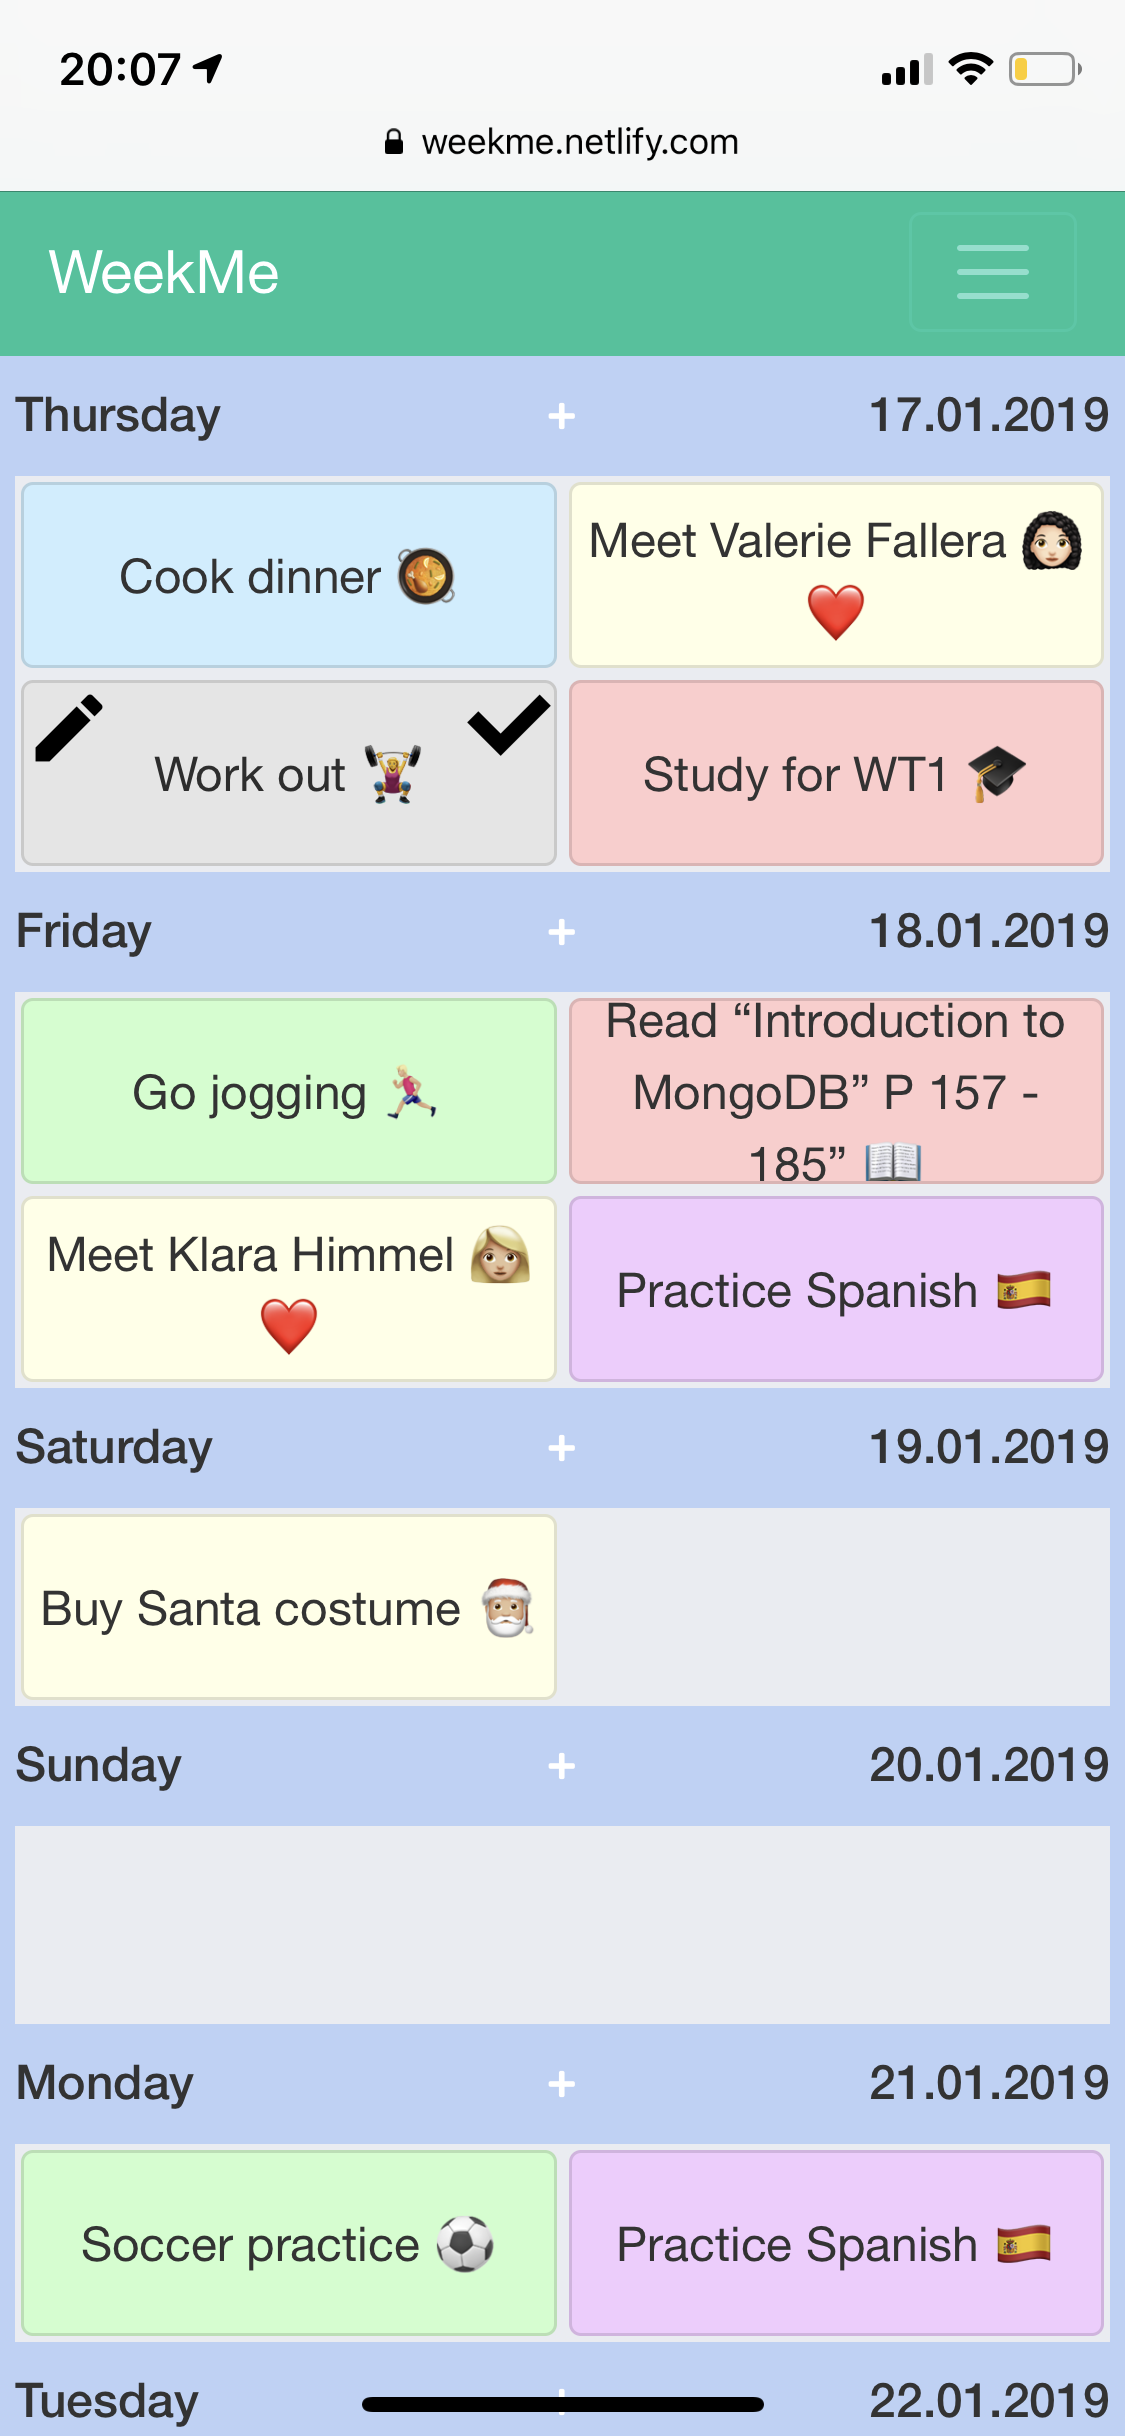 20:07
weekme.netlify.com
WeekMe
Thursday + 17.01.2019
Cook dinner 🥘
Meet Valerie Fallera 👩🏻‍🦱
❤️
Work out 🏋️‍♀️
Study for WT1 🎓
Friday + 18.01.2019
Go jogging 🏃🏼
Read “Introduction to
MongoDB” P 157 -
185” 📖
Meet Klara Himmel 👩🏼
❤️
Practice Spanish 🇪🇸
Saturday + 19.01.2019
Buy Santa costume 🎅🏼
Sunday + 20.01.2019
Monday + 21.01.2019
Soccer practice ⚽
Practice Spanish 🇪🇸
Tuesday + 22.01.2019